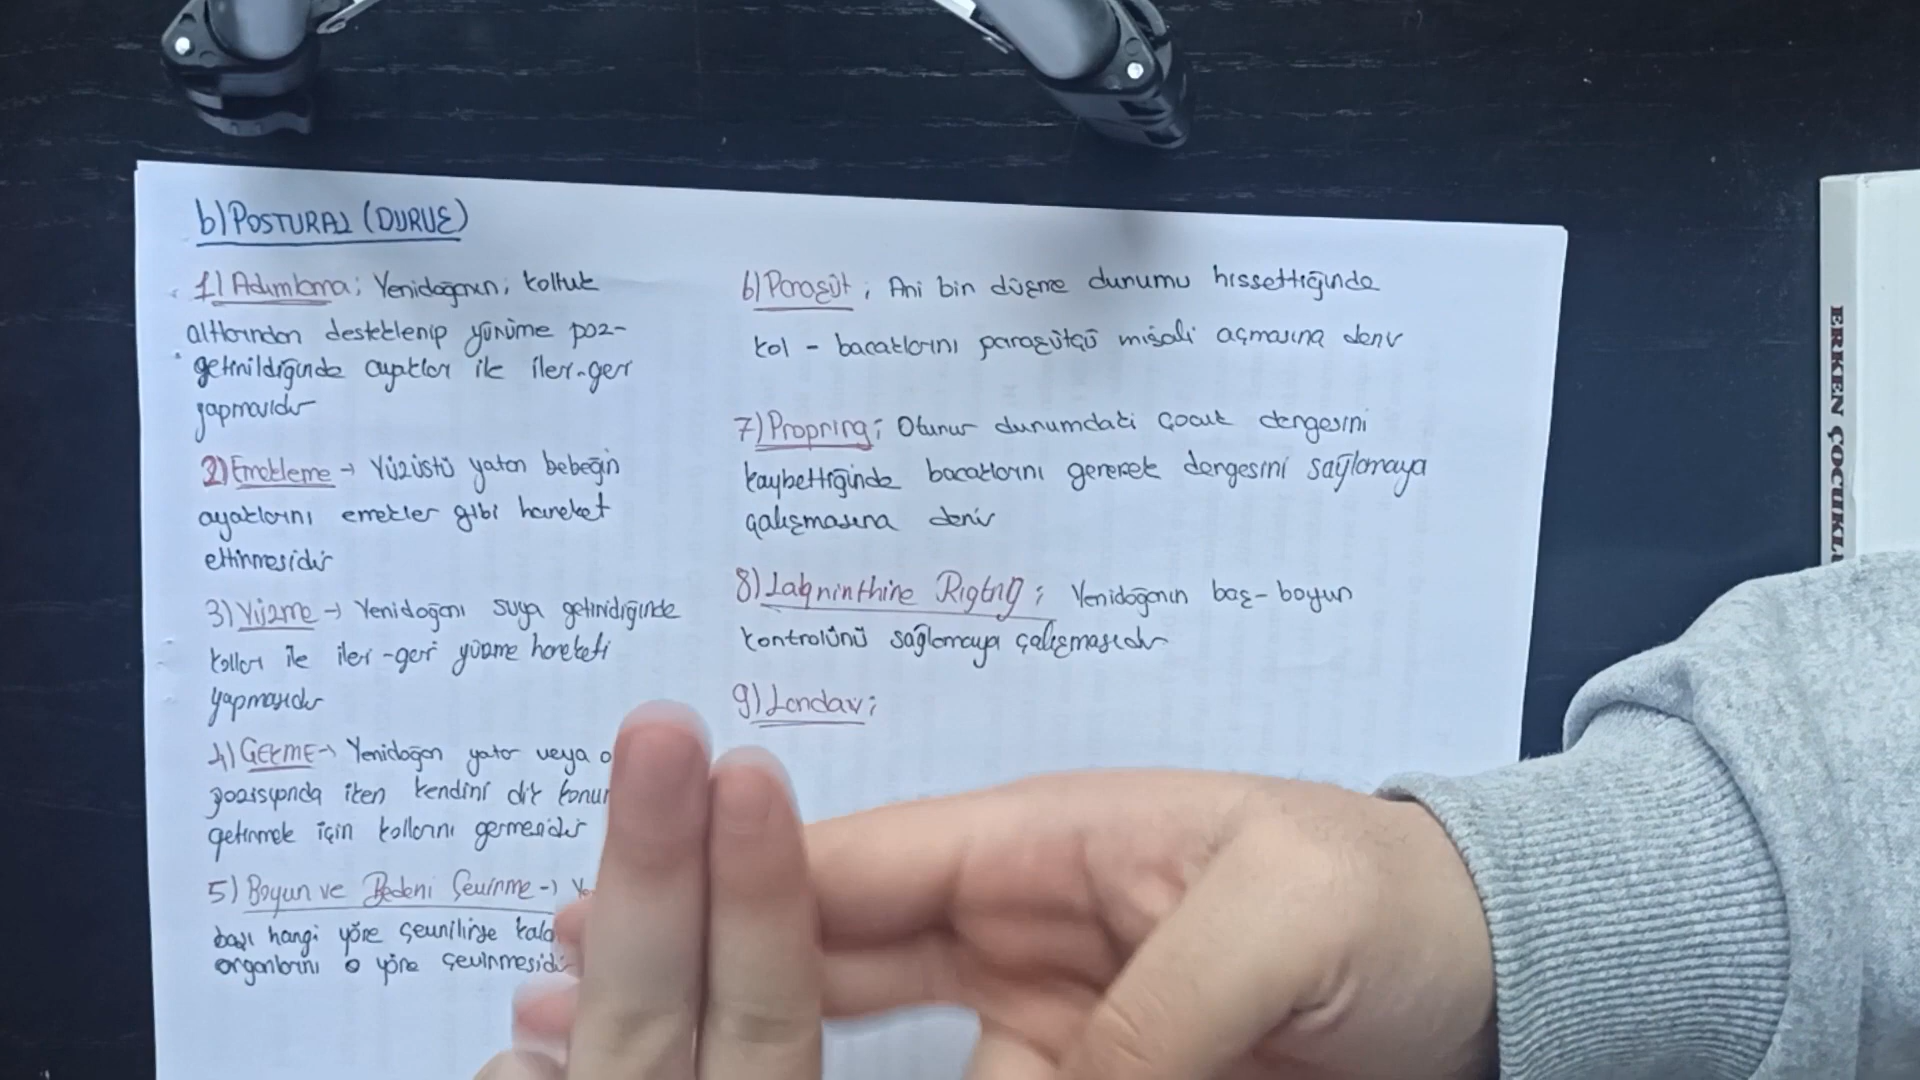 b) POSTURAL (DURUŞ)
1) Adımlama; Yenidoğanın; koltuk
altlarından desteklenip yürüme poz-
getirildiğinde ayaklar ile ileri-geri
yapmasıdır
2) Emekleme → Yüzüstü yatan bebeğin
ayaklarını emekler gibi hareket
ettirmesidir
3) Yüzme → Yenidoğanı suya getirildiğinde
kolları ile ileri-geri yüzme hareketi
yapmasıdır
4) Germe → Yenidoğan yatar veya o
pozisyonda iken kendini dik konu
getirmek için kollarını germesidir
5) Boyun ve Bedeni Çevirme →
başı hangi yöne çevrilirse
organlarını o yöne çevirmesidir
6) Paraşüt; Ani bir düşme durumu hissettiğinde
kol - bacaklarını paraşütçü misali açmasına denir
7) Propring; Oturur durumdaki çocuk dengesini
kaybettiğinde bacaklarını gererek dengesini sağlamaya
çalışmasına denir
8) Labyrinthine Rigtng; Yenidoğanın baş-boyun
kontrolünü sağlamaya çalışmasıdır
9) Landau;
ERKEN ÇOCUKLU